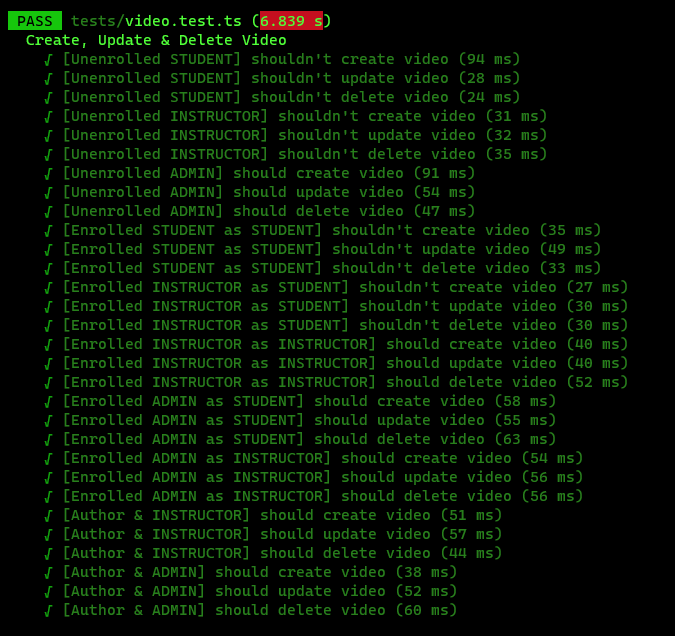 PASS tests/video.test.ts (6.839 s)
Create, Update & Delete Video
√ [Unenrolled STUDENT] shouldn't create video (94 ms)
√ [Unenrolled STUDENT] shouldn't update video (28 ms)
√ [Unenrolled STUDENT] shouldn't delete video (24 ms)
√ [Unenrolled INSTRUCTOR] shouldn't create video (31 ms)
√ [Unenrolled INSTRUCTOR] shouldn't update video (32 ms)
√ [Unenrolled INSTRUCTOR] shouldn't delete video (35 ms)
√ [Unenrolled ADMIN] should create video (91 ms)
√ [Unenrolled ADMIN] should update video (54 ms)
√ [Unenrolled ADMIN] should delete video (47 ms)
√ [Enrolled STUDENT as STUDENT] shouldn't create video (35 ms)
√ [Enrolled STUDENT as STUDENT] shouldn't update video (49 ms)
√ [Enrolled STUDENT as STUDENT] shouldn't delete video (33 ms)
√ [Enrolled INSTRUCTOR as STUDENT] shouldn't create video (27 ms)
√ [Enrolled INSTRUCTOR as STUDENT] shouldn't update video (30 ms)
√ [Enrolled INSTRUCTOR as STUDENT] shouldn't delete video (30 ms)
√ [Enrolled INSTRUCTOR as INSTRUCTOR] should create video (40 ms)
√ [Enrolled INSTRUCTOR as INSTRUCTOR] should update video (40 ms)
√ [Enrolled INSTRUCTOR as INSTRUCTOR] should delete video (52 ms)
√ [Enrolled ADMIN as STUDENT] should create video (58 ms)
√ [Enrolled ADMIN as STUDENT] should update video (55 ms)
√ [Enrolled ADMIN as STUDENT] should delete video (63 ms)
√ [Enrolled ADMIN as INSTRUCTOR] should create video (54 ms)
√ [Enrolled ADMIN as INSTRUCTOR] should update video (56 ms)
√ [Enrolled ADMIN as INSTRUCTOR] should delete video (56 ms)
√ [Author & INSTRUCTOR] should create video (51 ms)
√ [Author & INSTRUCTOR] should update video (57 ms)
√ [Author & INSTRUCTOR] should delete video (44 ms)
√ [Author & ADMIN] should create video (38 ms)
√ [Author & ADMIN] should update video (52 ms)
√ [Author & ADMIN] should delete video (60 ms)